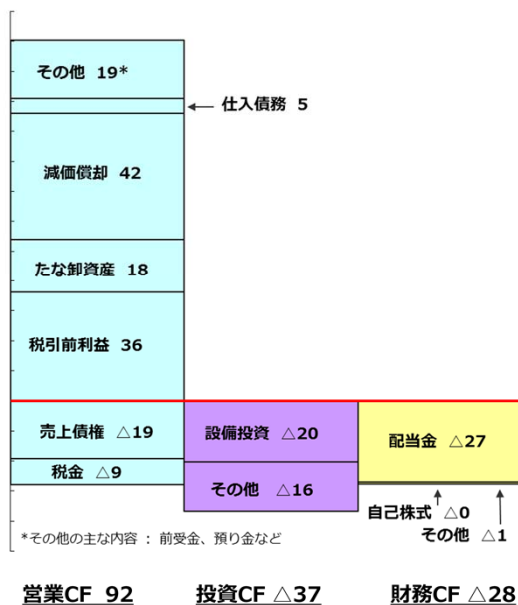 その他 19*
仕入債務 5
減価償却 42
たな卸資産 18
税引前利益 36
売上債権 △19
設備投資 △20
配当金 △27
税金 △9
その他 △16
自己株式 △0
その他 △1
*その他の主な内容 : 前受金、預り金など
営業CF 92
投資CF △37
財務CF △28